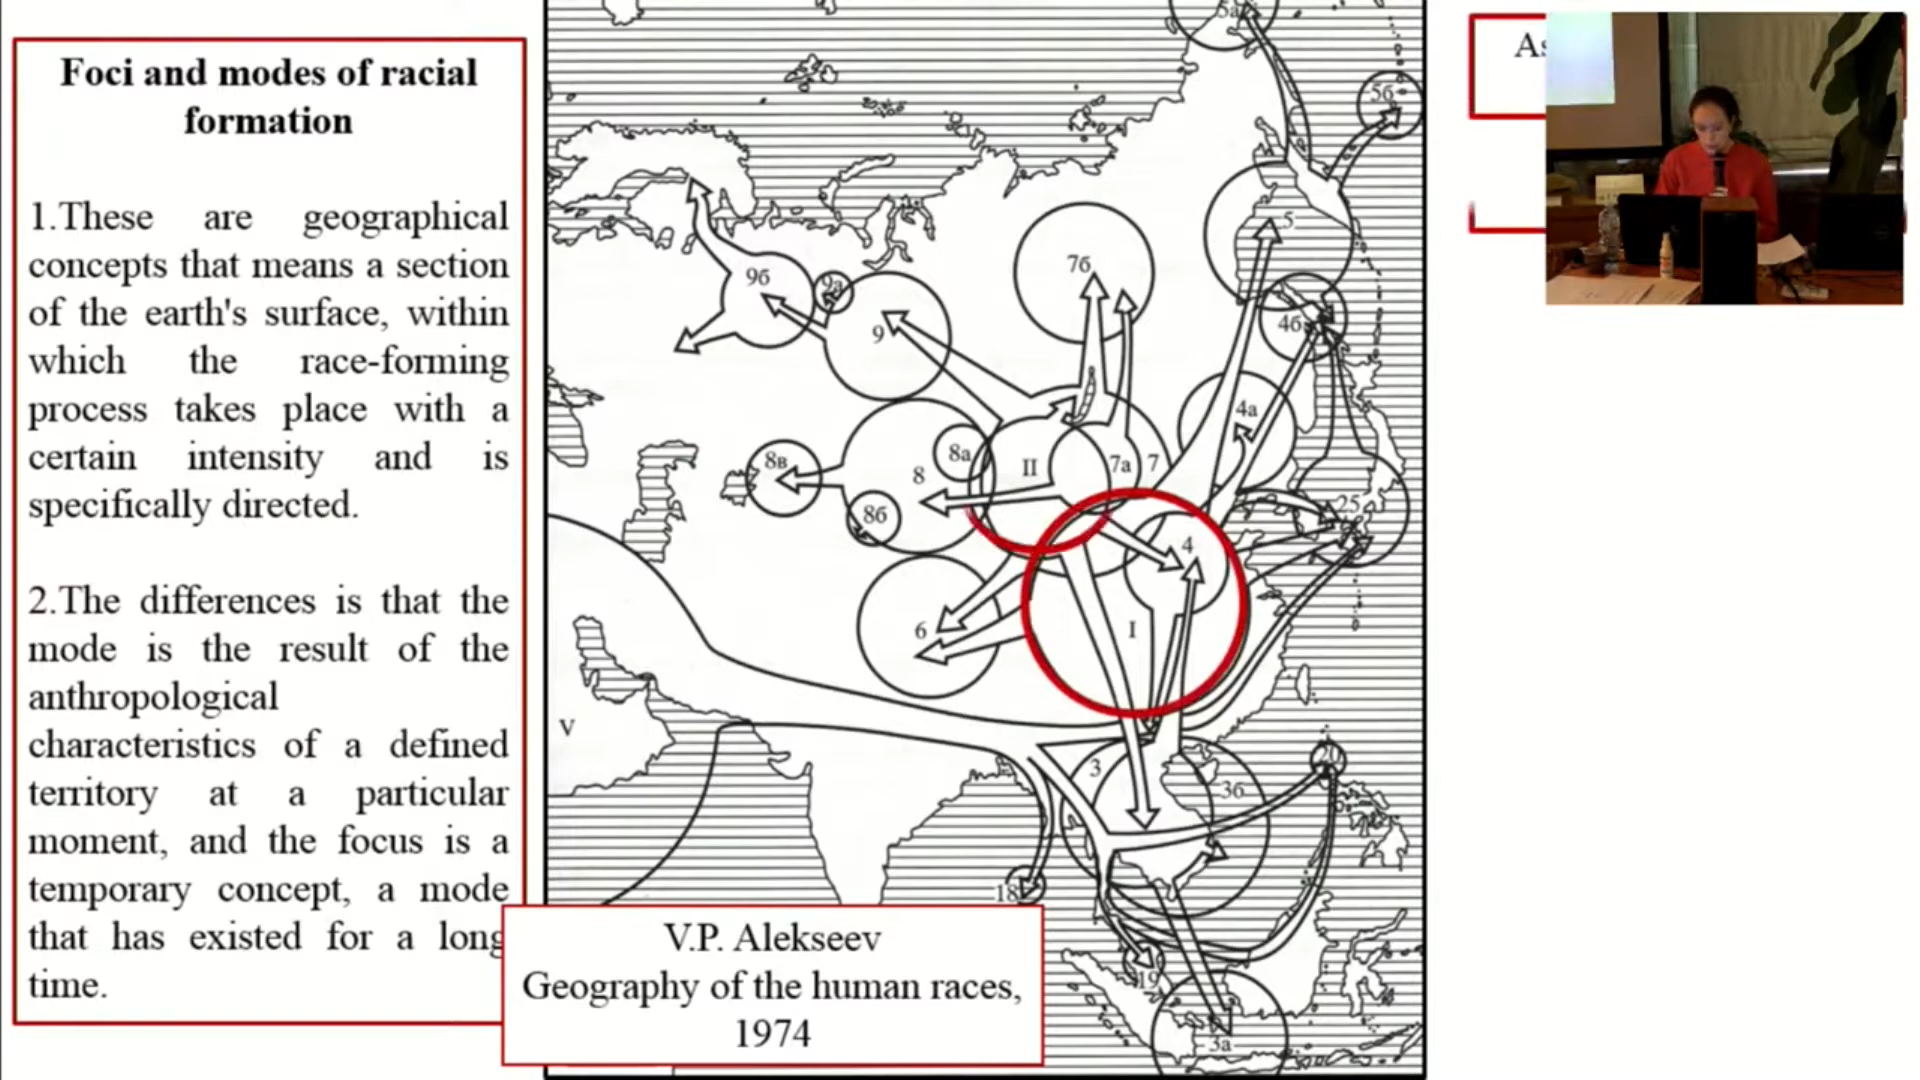 Foci and modes of racial
formation
1.These are geographical
concepts that means a section
of the earth's surface, within
which the race-forming
process takes place with a
certain intensity and is
specifically directed.
2.The differences is that the
mode is the result of the
anthropological
characteristics of a defined
territory at a particular
moment, and the focus is a
temporary concept, a mode
that has existed for a long
time.
V.P. Alekseev
Geography of the human races,
1974
5а
5б
5
7б
9б
9а
9
4б
4а
8в
8а
8
II
7а
7
8б
25
4
6
I
V
3
3б
20
18
19
3а